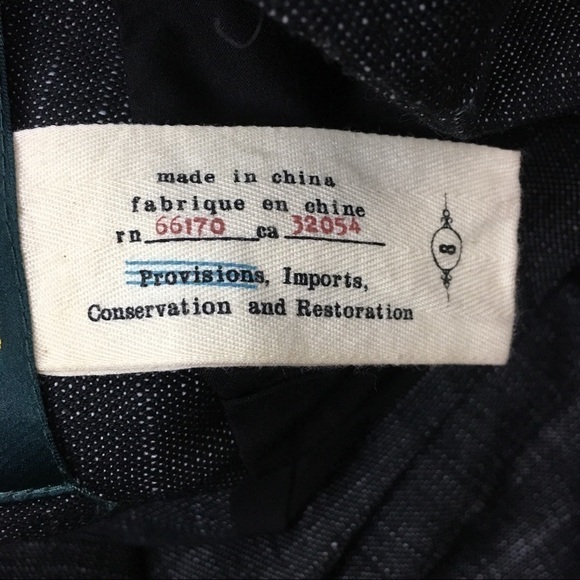 made in china
fabrique en chine
rn 66170 ca 32054
Provisions, Imports,
Conservation and Restoration
8